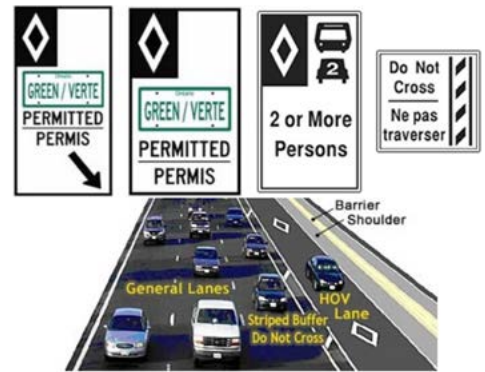 Ontario
GREEN/VERTE
PERMITTED
PERMIS
Ontario
GREEN/VERTE
PERMITTED
PERMIS
2
2 or More
Persons
Do Not
Cross
Ne pas
traverser
Barrier
Shoulder
General Lanes
HOV
Lane
Striped Buffer
Do Not Cross